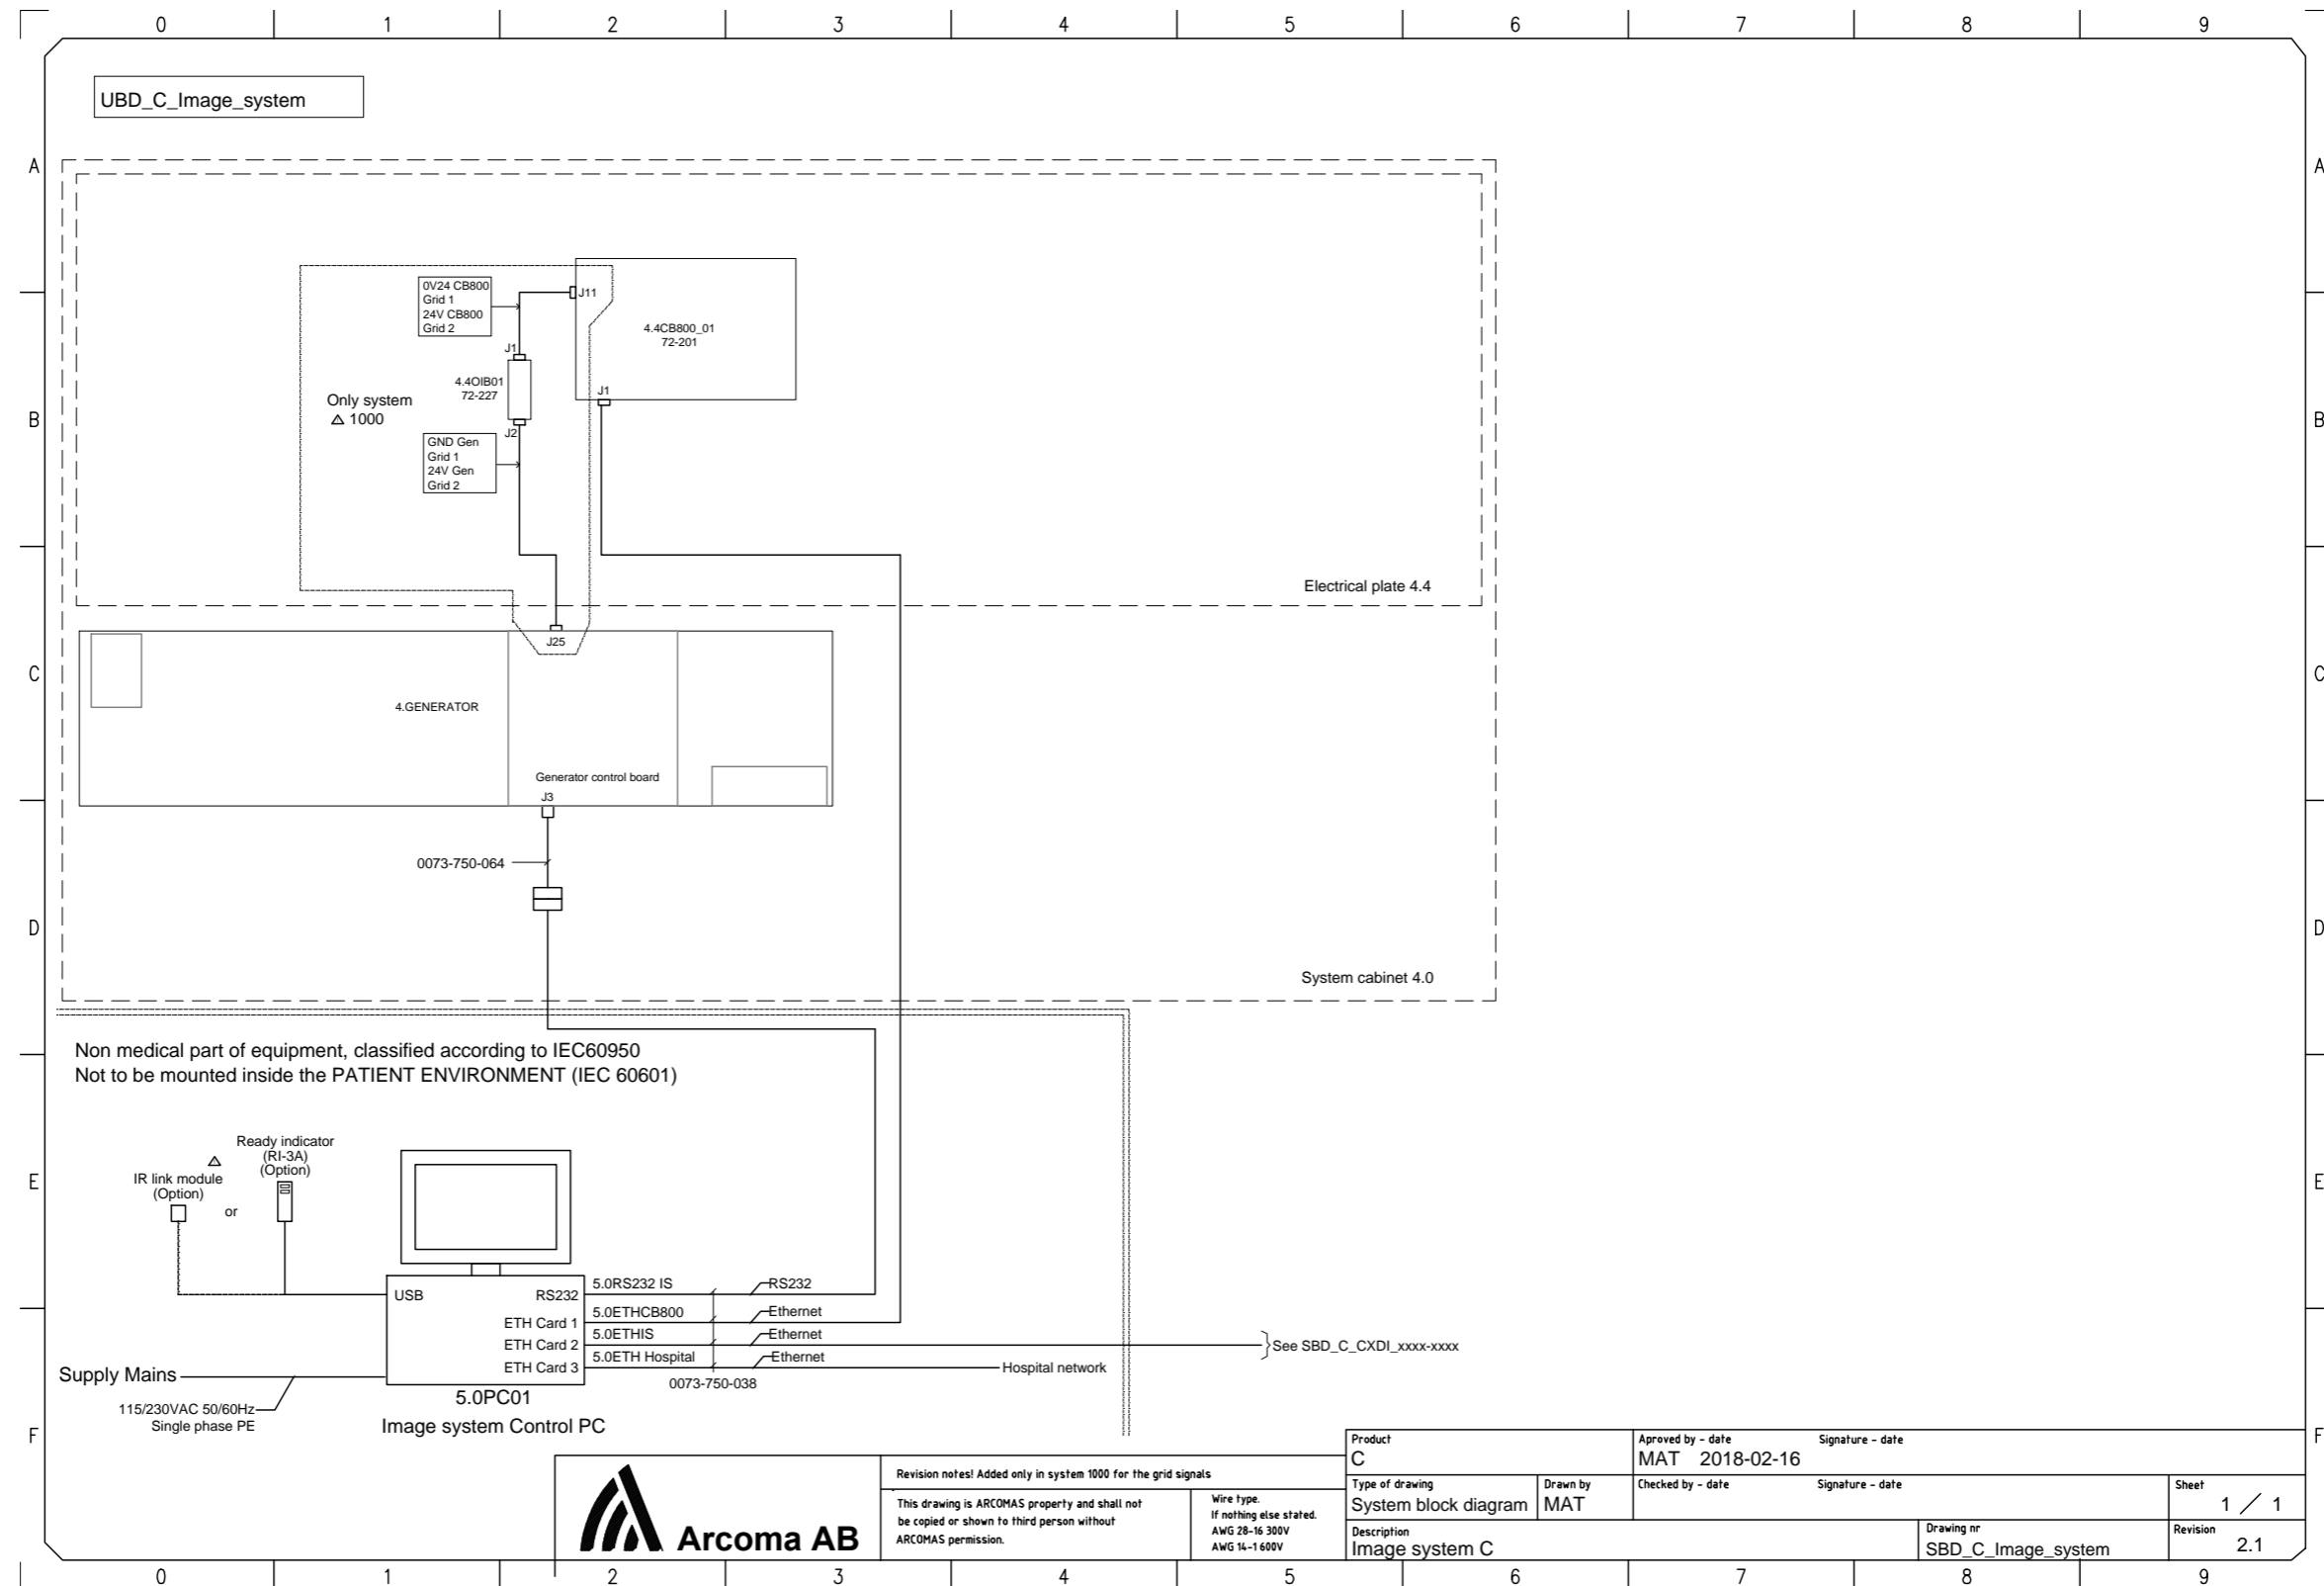 0 1 2 3 4 5 6 7 8 9
UBD_C_Image_system
A A
0V24 CB800
Grid 1
24V CB800
Grid 2
J11
4.4CB800_01
72-201
J1
4.4OIB01
72-227
J1
Only system
△ 1000
B B
J2
GND Gen
Grid 1
24V Gen
Grid 2
Electrical plate 4.4
J25
C C
4.GENERATOR
Generator control board
J3
0073-750-064
D D
System cabinet 4.0
Non medical part of equipment, classified according to IEC60950
Not to be mounted inside the PATIENT ENVIRONMENT (IEC 60601)
Ready indicator
(RI-3A)
(Option)
IR link module
(Option)
or
E E
USB
RS232
5.0RS232 IS
RS232
ETH Card 1
5.0ETHCB800
Ethernet
ETH Card 2
5.0ETHIS
Ethernet
See SBD_C_CXDI_xxxx-xxxx
ETH Card 3
5.0ETH Hospital
Ethernet
Hospital network
0073-750-038
Supply Mains
115/230VAC 50/60Hz
Single phase PE
5.0PC01
Image system Control PC
F F
Arcoma AB
Revision notes! Added only in system 1000 for the grid signals
This drawing is ARCOMAS property and shall not
be copied or shown to third person without
ARCOMAS permission.
Wire type.
If nothing else stated.
AWG 28-16 300V
AWG 14-1 600V
Product
C
Aproved by - date
Signature - date
MAT 2018-02-16
Type of drawing
System block diagram
Drawn by
MAT
Checked by - date
Signature - date
Sheet
1 / 1
Description
Image system C
Drawing nr
SBD_C_Image_system
Revision
2.1
0 1 2 3 4 5 6 7 8 9